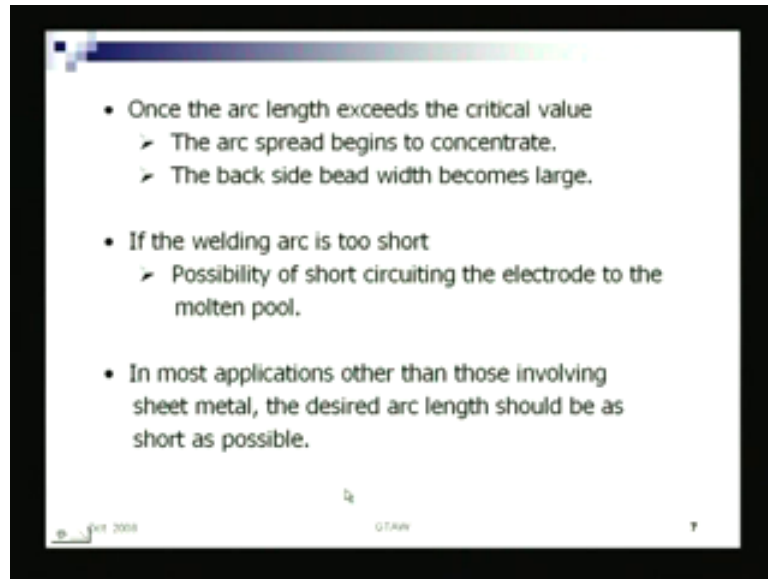 • Once the arc length exceeds the critical value
➢ The arc spread begins to concentrate.
➢ The back side bead width becomes large.
• If the welding arc is too short
➢ Possibility of short circuiting the electrode to the
molten pool.
• In most applications other than those involving
sheet metal, the desired arc length should be as
short as possible.
Oct 2008
GTAW
7